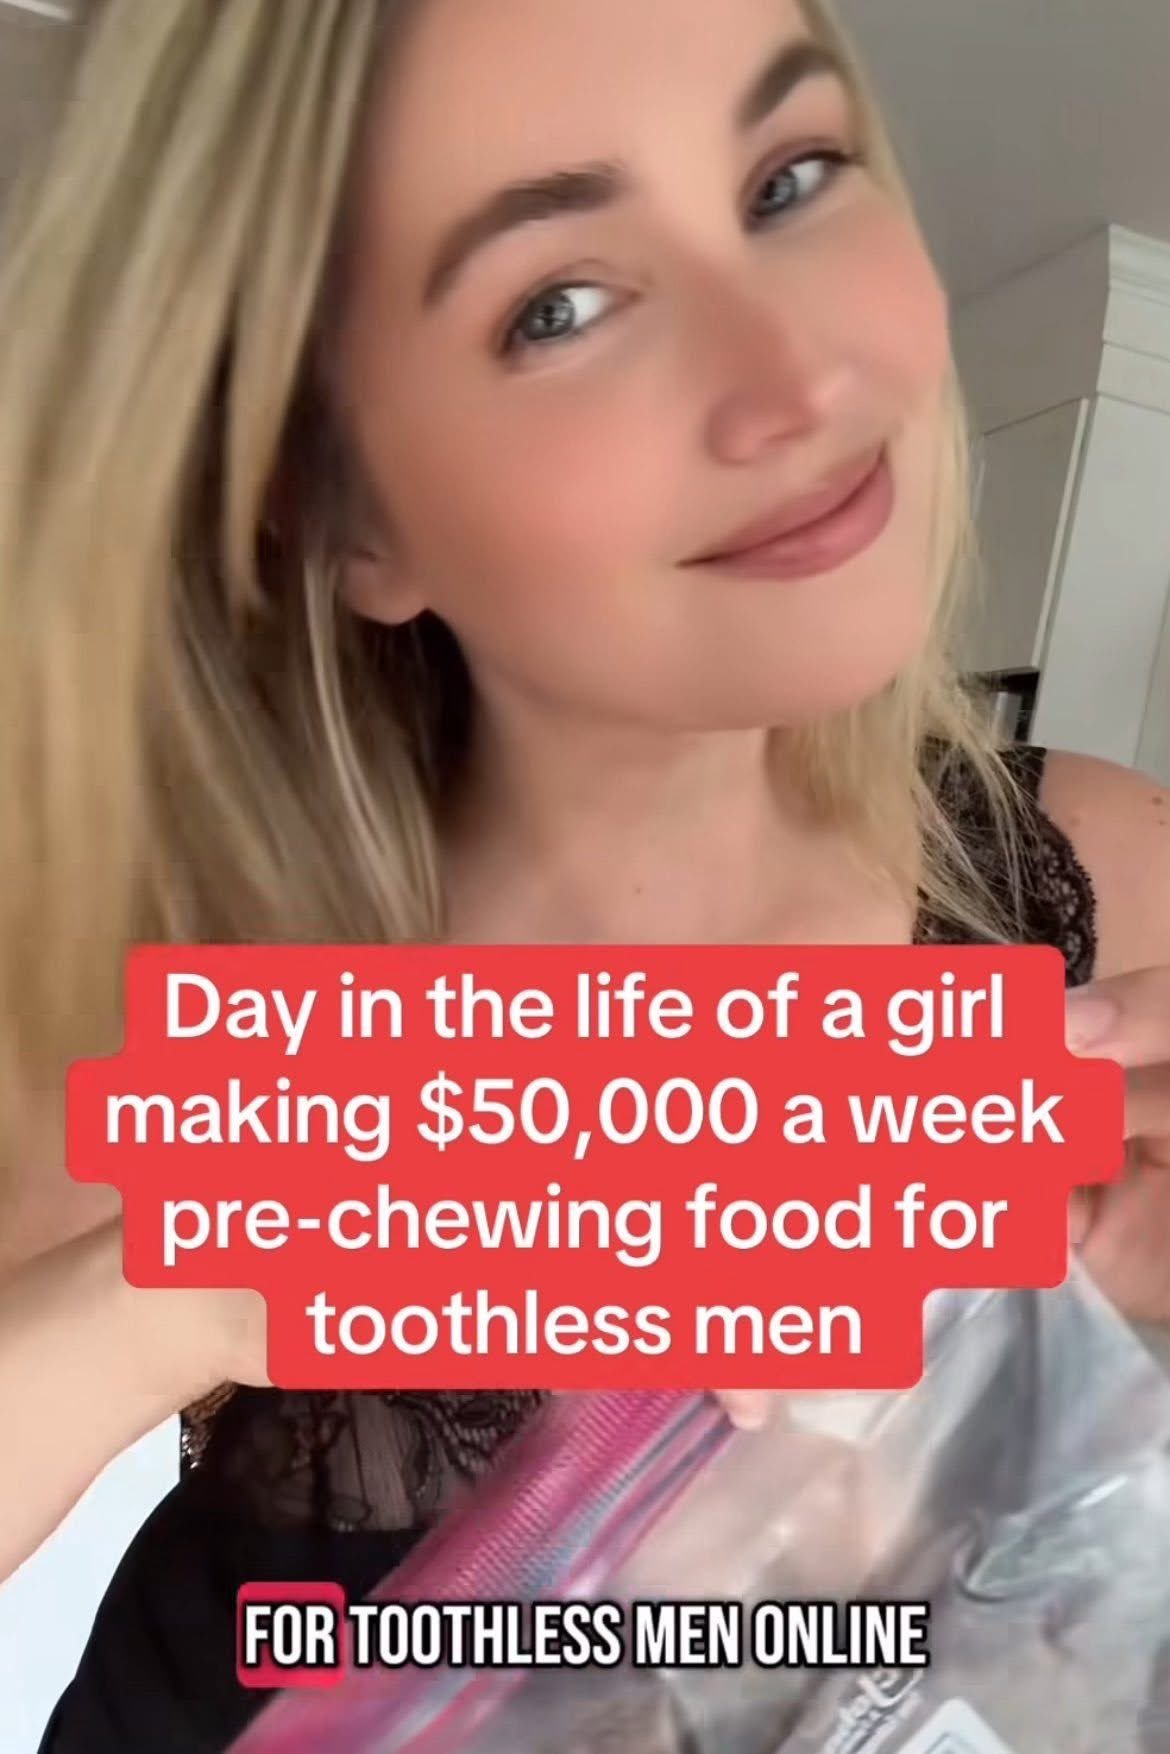 Day in the life of a girl
making $50,000 a week
pre-chewing food for
toothless men
FOR TOOTHLESS MEN ONLINE